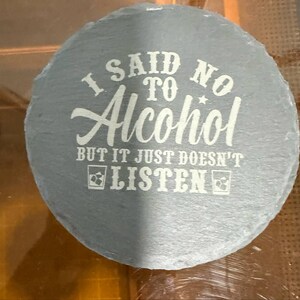 I SAID NO
TO
Alcohol
BUT IT JUST DOESN'T
LISTEN